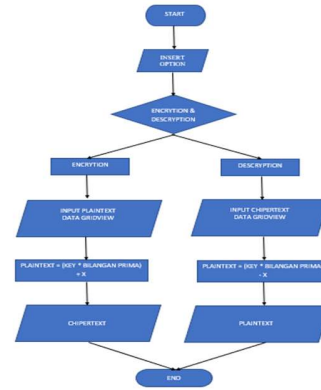 START
INSERT
OPTION
ENCRYTION &
DESCRYPTION
ENCRYTION
DESCRYPTION
INPUT PLAINTEXT
DATA GRIDVIEW
INPUT CHIPERTEXT
DATA GRIDVIEW
PLAINTEXT = (KEY * BILANGAN PRIMA)
+ X
PLAINTEXT = (KEY * BILANGAN PRIMA)
- X
CHIPERTEXT
PLAINTEXT
END